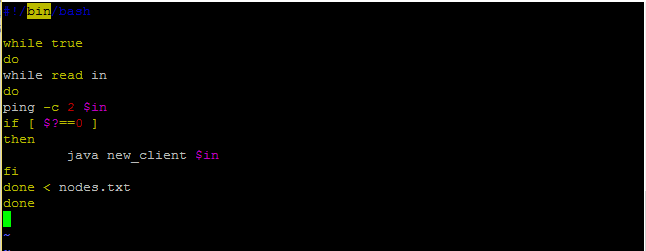 #!/bin/bash
while true
do
while read in
do
ping -c 2 $in
if [ $?==0 ]
then
java new_client $in
fi
done < nodes.txt
done
~
~